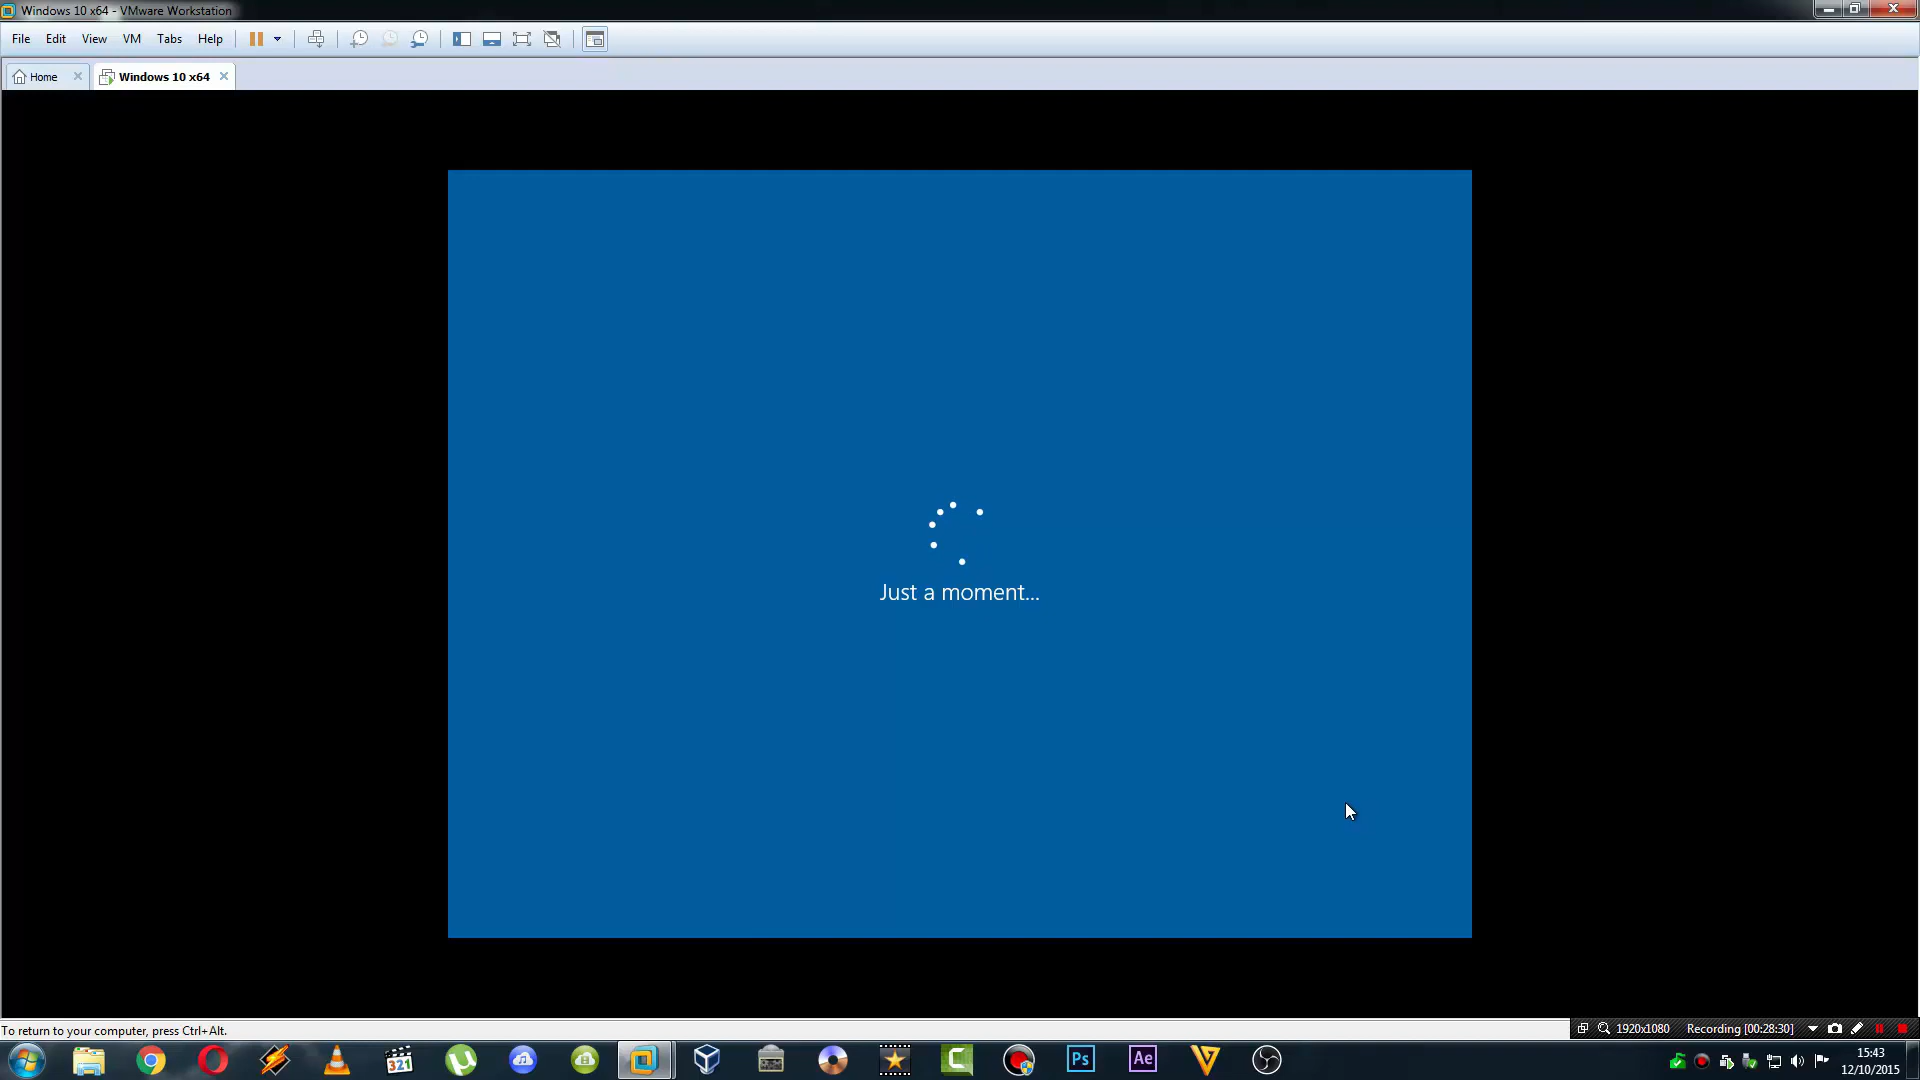 Windows 10 x64 - VMware Workstation
File Edit View VM Tabs Help
Home Windows 10 x64
Just a moment...
To return to your computer, press Ctrl+Alt.
1920x1080 Recording [00:28:30]
321
Ps Ae
15:43
12/10/2015